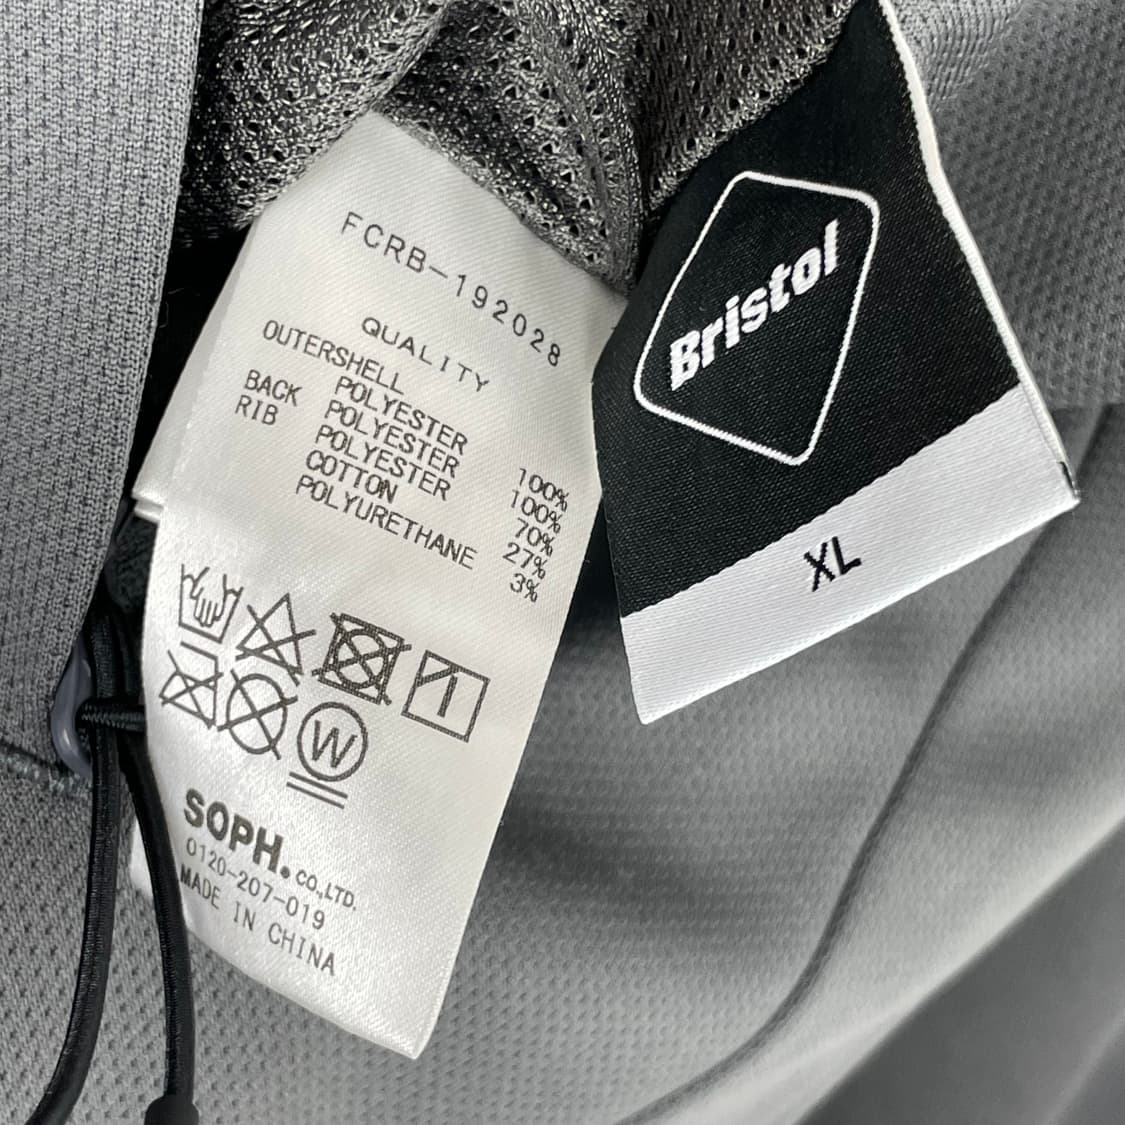 FCRB-192028
QUALITY
OUTERSHELL
POLYESTER 100%
BACK POLYESTER 100%
RIB POLYESTER 70%
COTTON 27%
POLYURETHANE 3%
W
SOPH.CO.,LTD.
0120-207-019
MADE IN CHINA
Bristol
XL